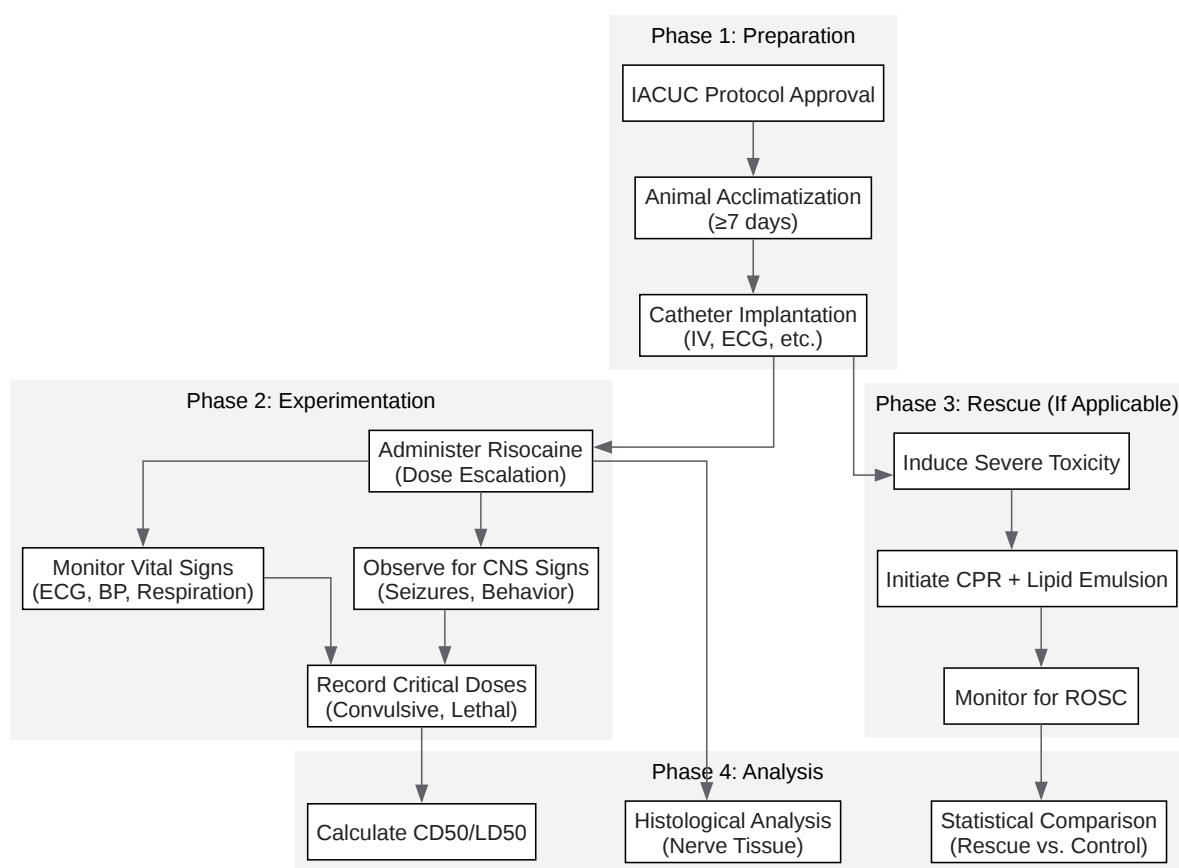 Phase 1: Preparation
IACUC Protocol Approval
Animal Acclimatization
(≥7 days)
Catheter Implantation
(IV, ECG, etc.)
Phase 2: Experimentation
Administer Risocaine
(Dose Escalation)
Monitor Vital Signs
(ECG, BP, Respiration)
Observe for CNS Signs
(Seizures, Behavior)
Record Critical Doses
(Convulsive, Lethal)
Phase 3: Rescue (If Applicable)
Induce Severe Toxicity
Initiate CPR + Lipid Emulsion
Monitor for ROSC
Phase 4: Analysis
Calculate CD50/LD50
Histological Analysis
(Nerve Tissue)
Statistical Comparison
(Rescue vs. Control)